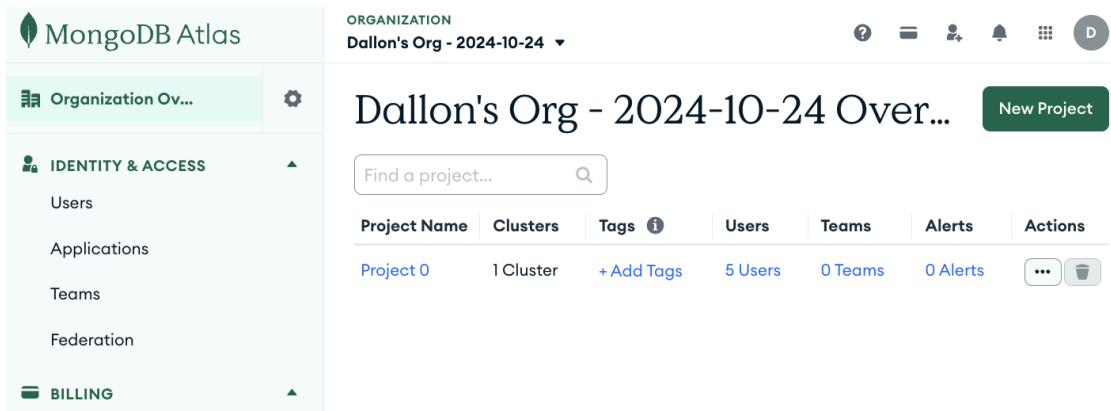 MongoDB Atlas
ORGANIZATION
Dallon's Org - 2024-10-24
D
Organization Ov...
IDENTITY & ACCESS
Users
Applications
Teams
Federation
BILLING
Dallon's Org - 2024-10-24 Over...
New Project
Find a project...
Project Name Clusters Tags Users Teams Alerts Actions
Project 0 1 Cluster + Add Tags 5 Users 0 Teams 0 Alerts